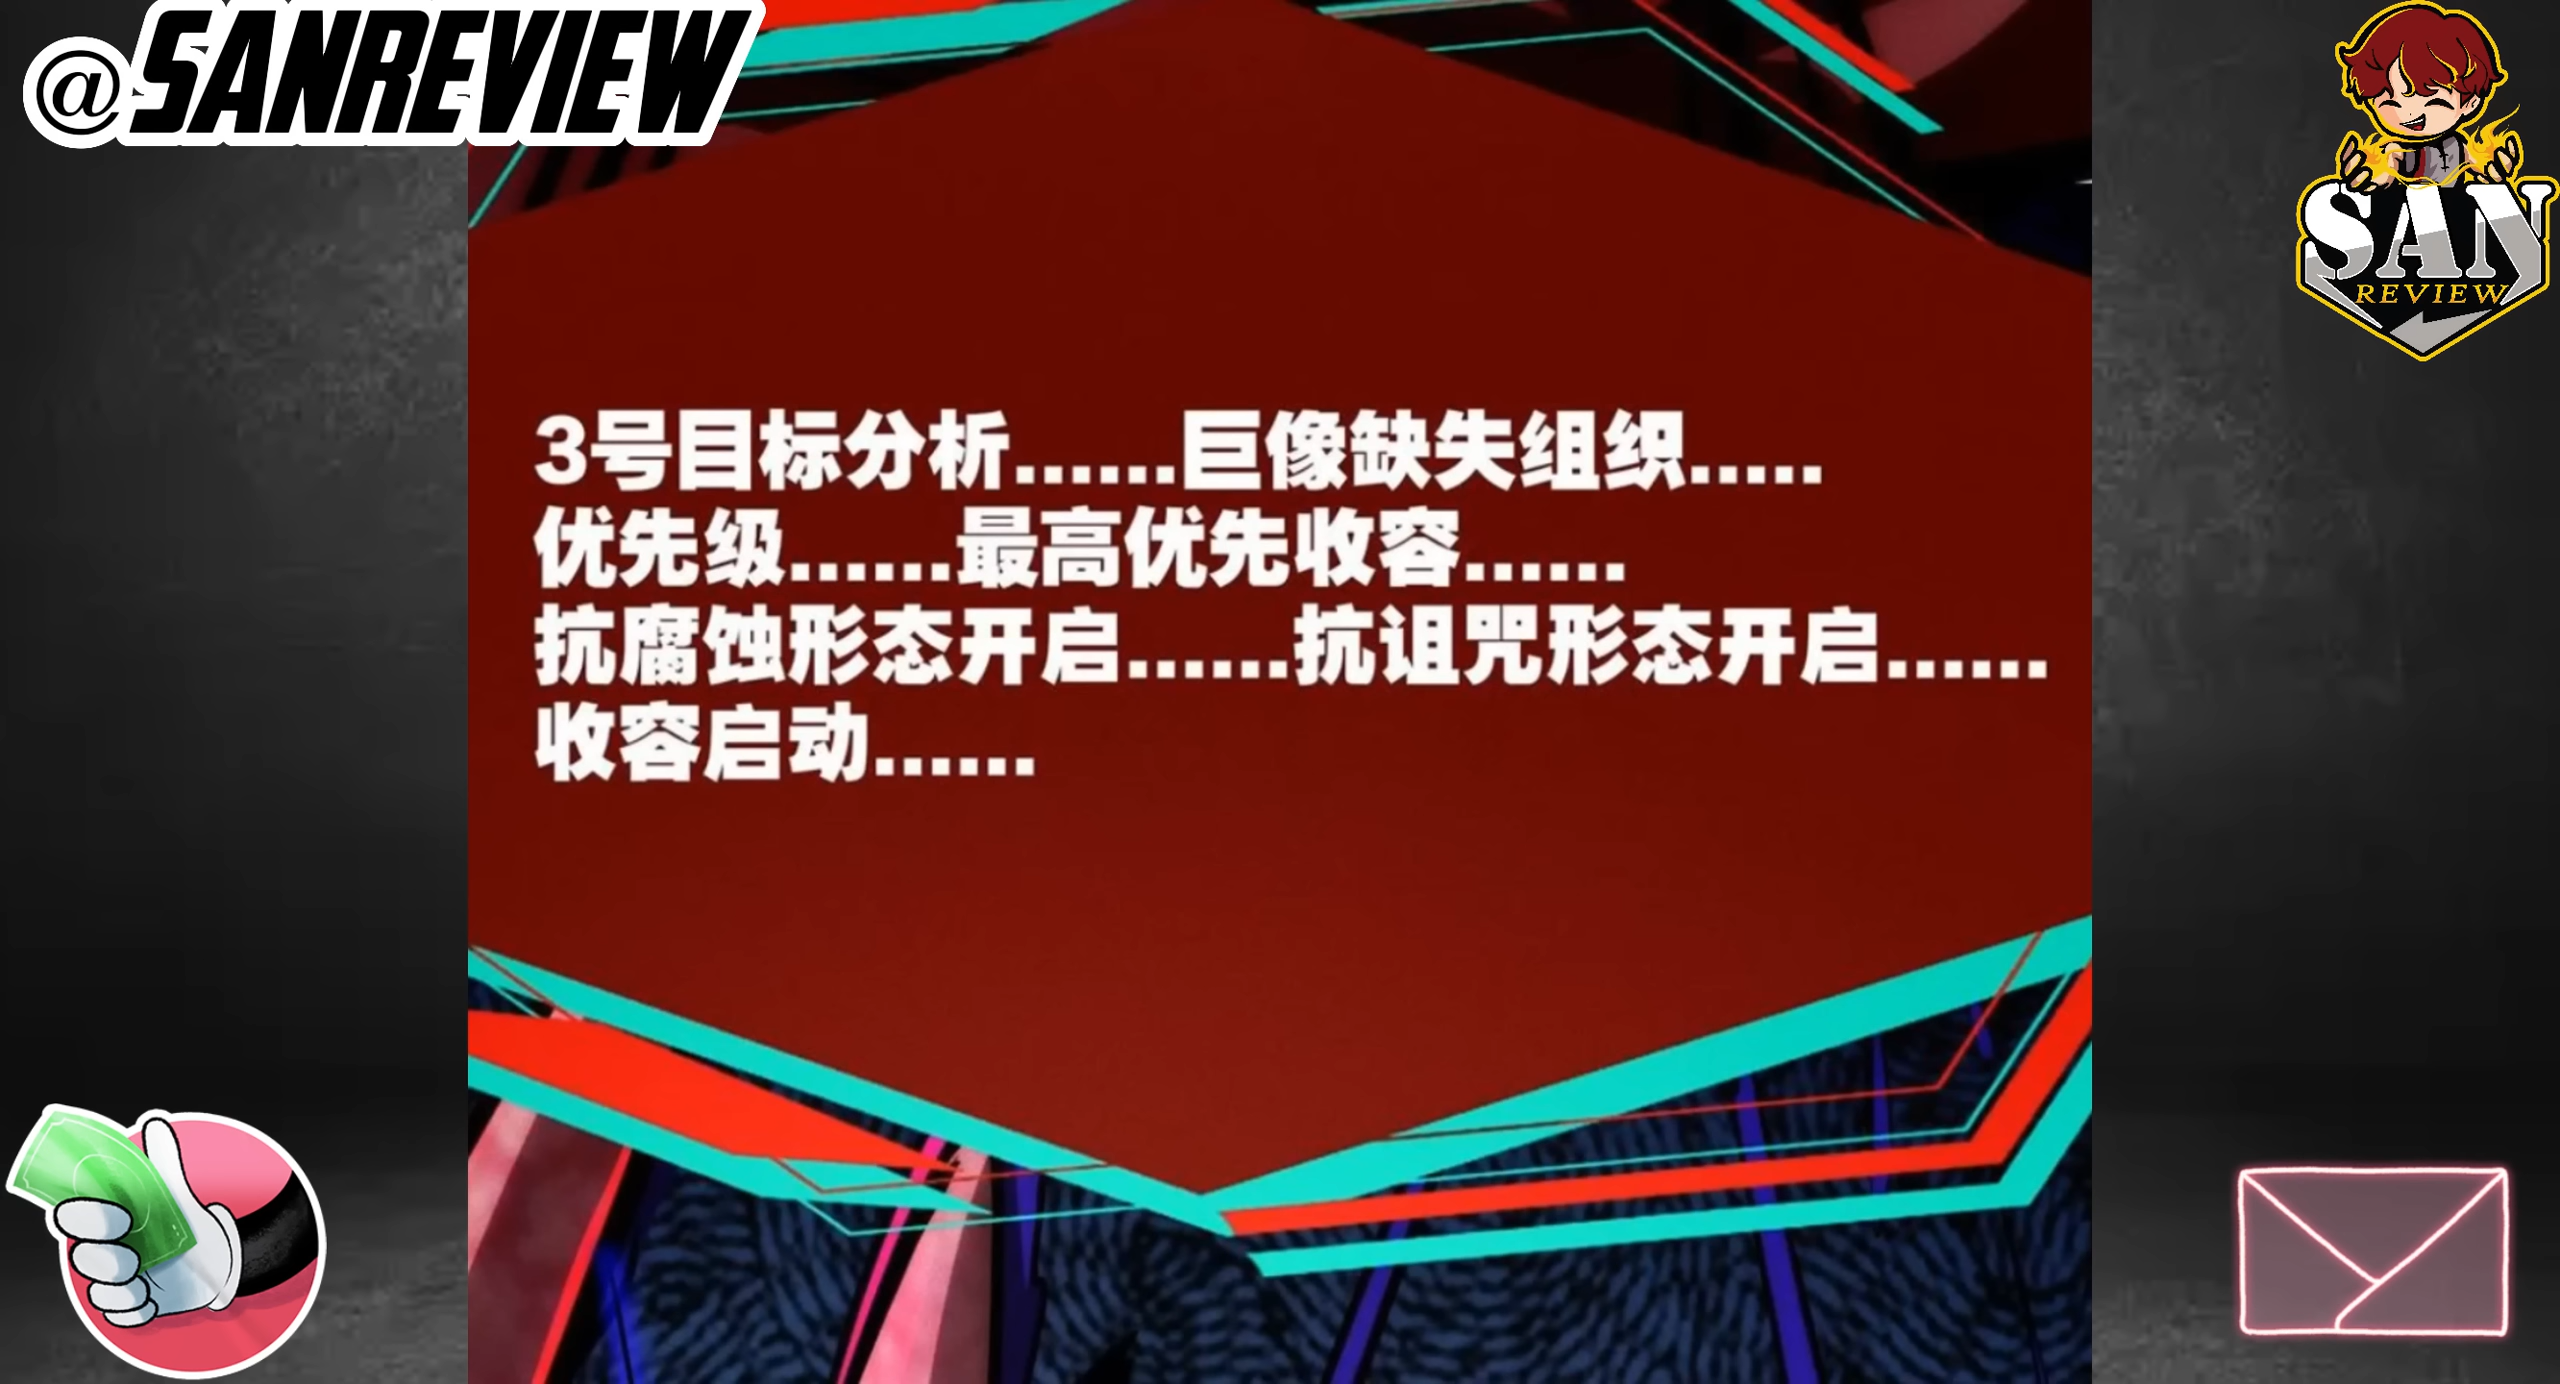 @SANREVIEW
SAN
REVIEW
3号目标分析......巨像缺失组织.....
优先级......最高优先收容......
抗腐蚀形态开启......抗诅咒形态开启......
收容启动......